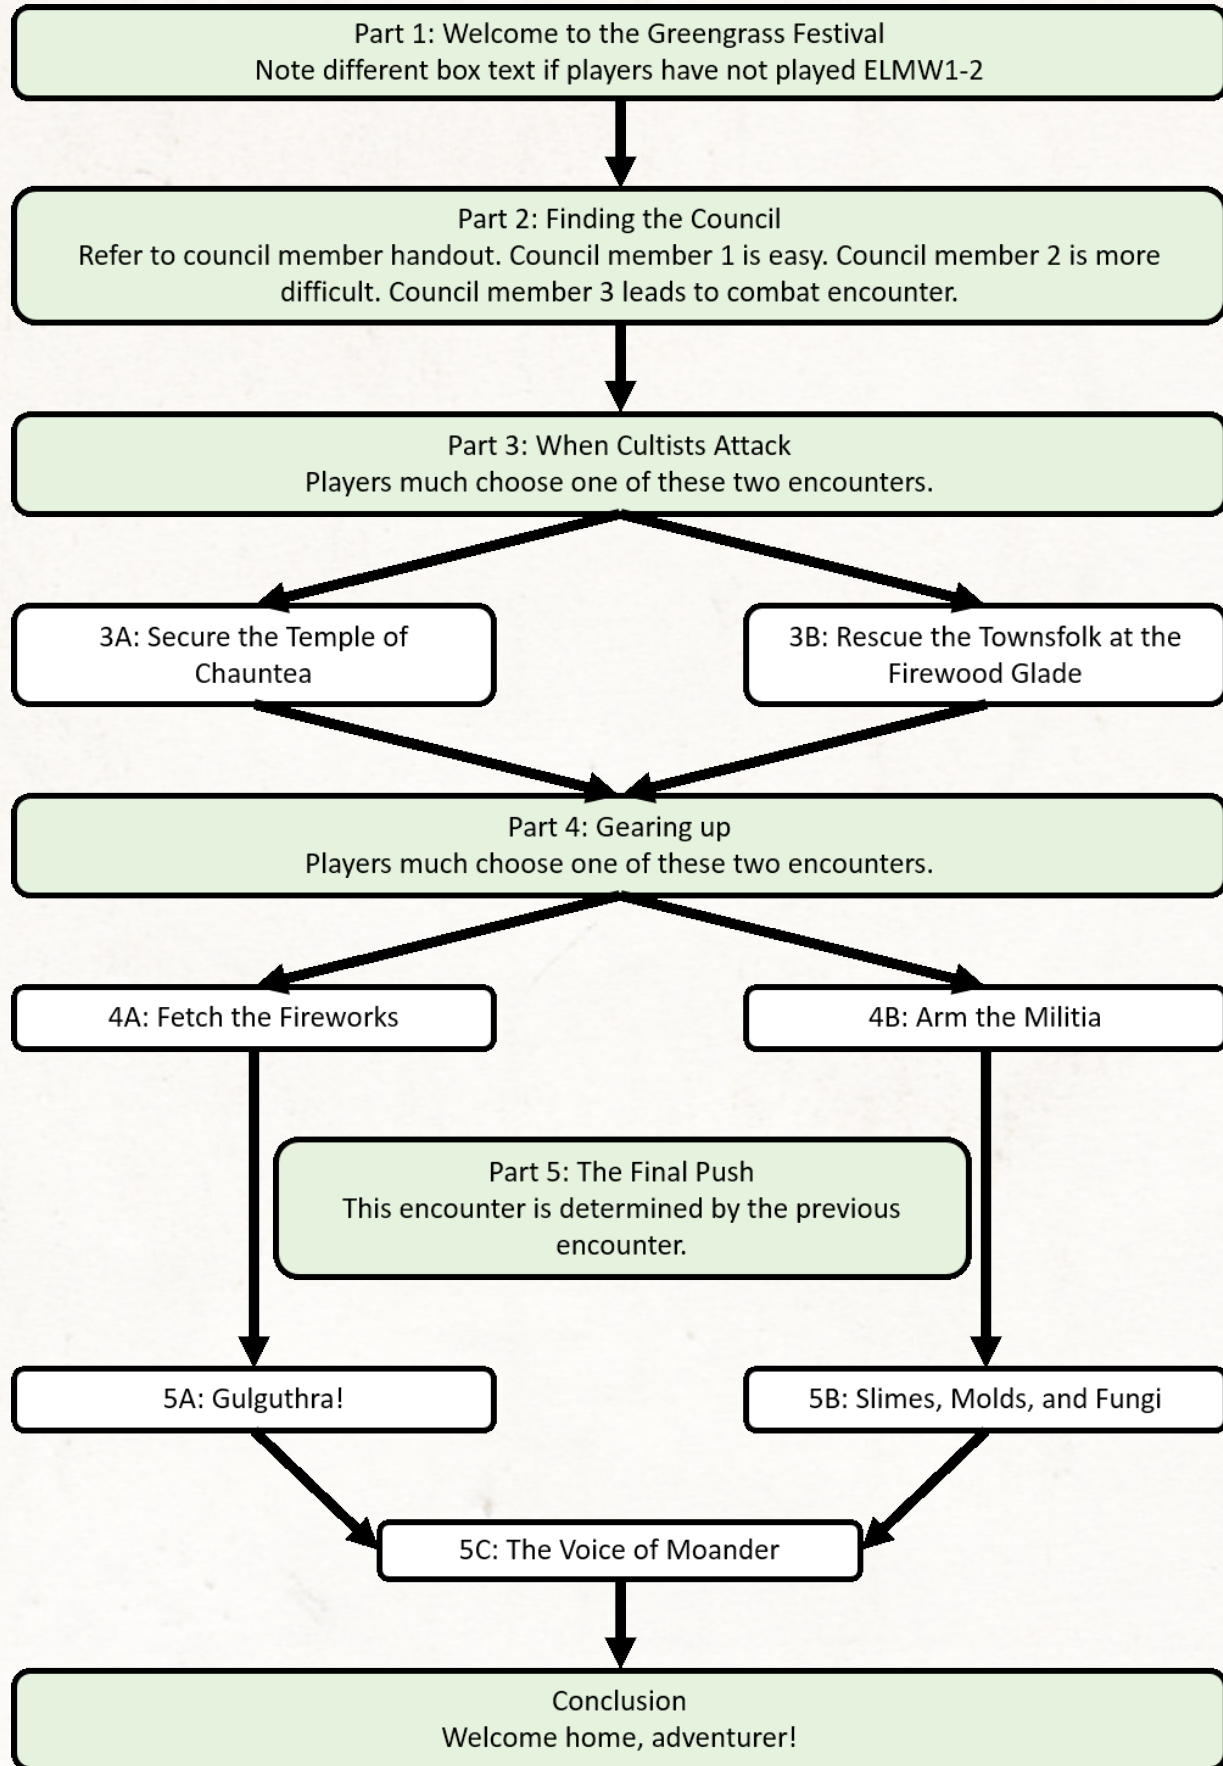 Part 1: Welcome to the Greengrass Festival
Note different box text if players have not played ELMW1-2
Part 2: Finding the Council
Refer to council member handout. Council member 1 is easy. Council member 2 is more
difficult. Council member 3 leads to combat encounter.
Part 3: When Cultists Attack
Players much choose one of these two encounters.
3A: Secure the Temple of
Chauntea
3B: Rescue the Townsfolk at the
Firewood Glade
Part 4: Gearing up
Players much choose one of these two encounters.
4A: Fetch the Fireworks
4B: Arm the Militia
Part 5: The Final Push
This encounter is determined by the previous
encounter.
5A: Gulguthra!
5B: Slimes, Molds, and Fungi
5C: The Voice of Moander
Conclusion
Welcome home, adventurer!